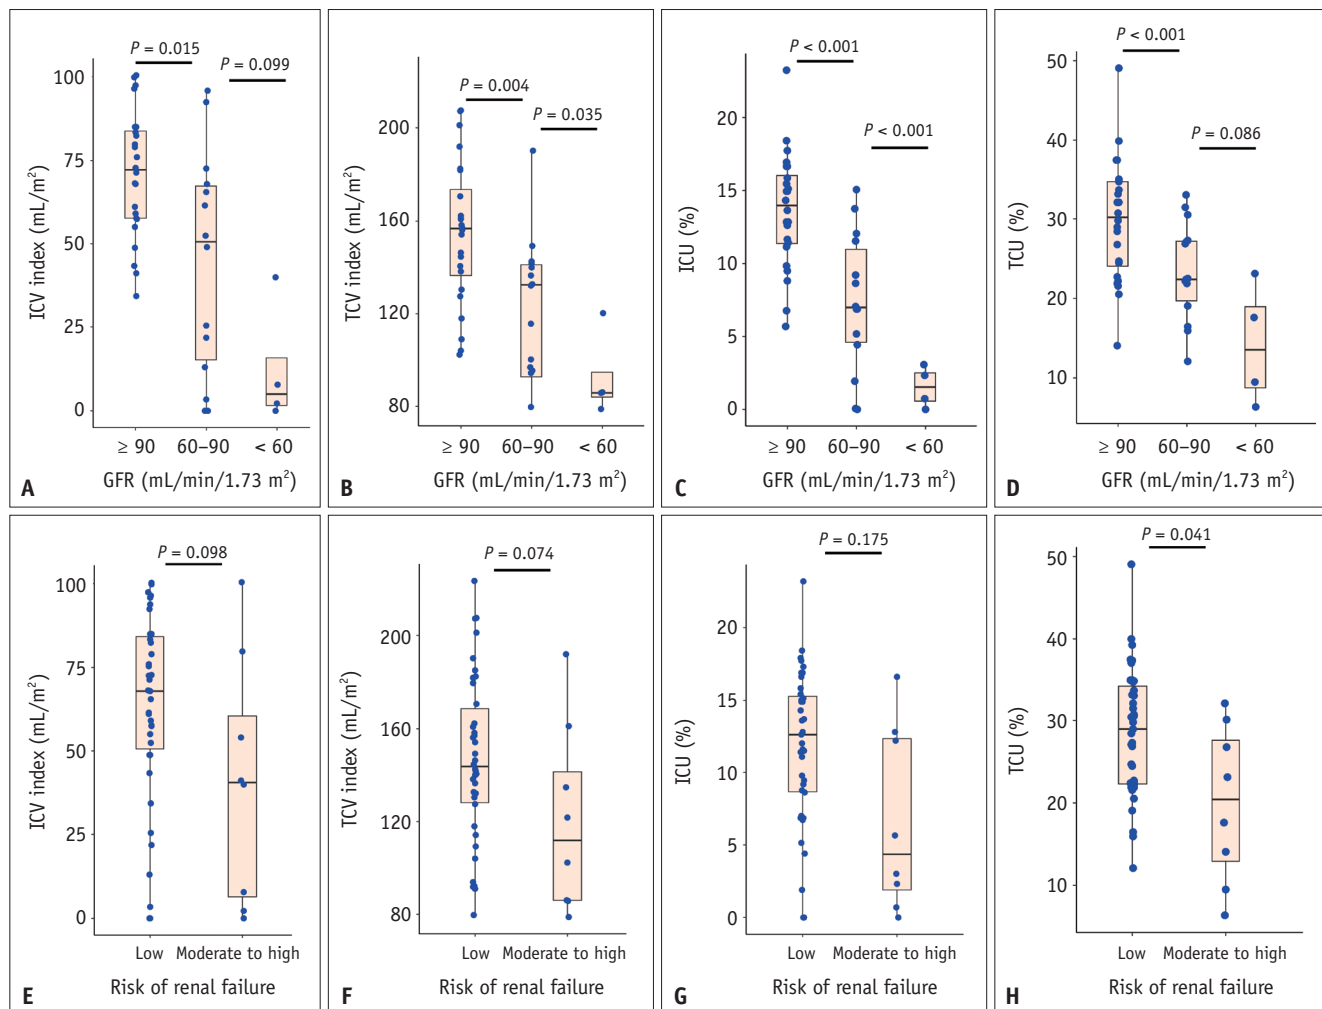 P = 0.015
P = 0.099
ICV index (mL/m²)
100
75
50
25
0
≥ 90
60–90
< 60
GFR (mL/min/1.73 m²)
A
P = 0.004
P = 0.035
TCV index (mL/m²)
200
160
120
80
≥ 90
60–90
< 60
GFR (mL/min/1.73 m²)
B
P < 0.001
P < 0.001
ICU (%)
20
15
10
5
0
≥ 90
60–90
< 60
GFR (mL/min/1.73 m²)
C
P < 0.001
P = 0.086
TCU (%)
50
40
30
20
10
≥ 90
60–90
< 60
GFR (mL/min/1.73 m²)
D
P = 0.098
ICV index (mL/m²)
100
75
50
25
0
Low
Moderate to high
Risk of renal failure
E
P = 0.074
TCV index (mL/m²)
200
160
120
80
Low
Moderate to high
Risk of renal failure
F
P = 0.175
ICU (%)
20
15
10
5
0
Low
Moderate to high
Risk of renal failure
G
P = 0.041
TCU (%)
50
40
30
20
10
Low
Moderate to high
Risk of renal failure
H